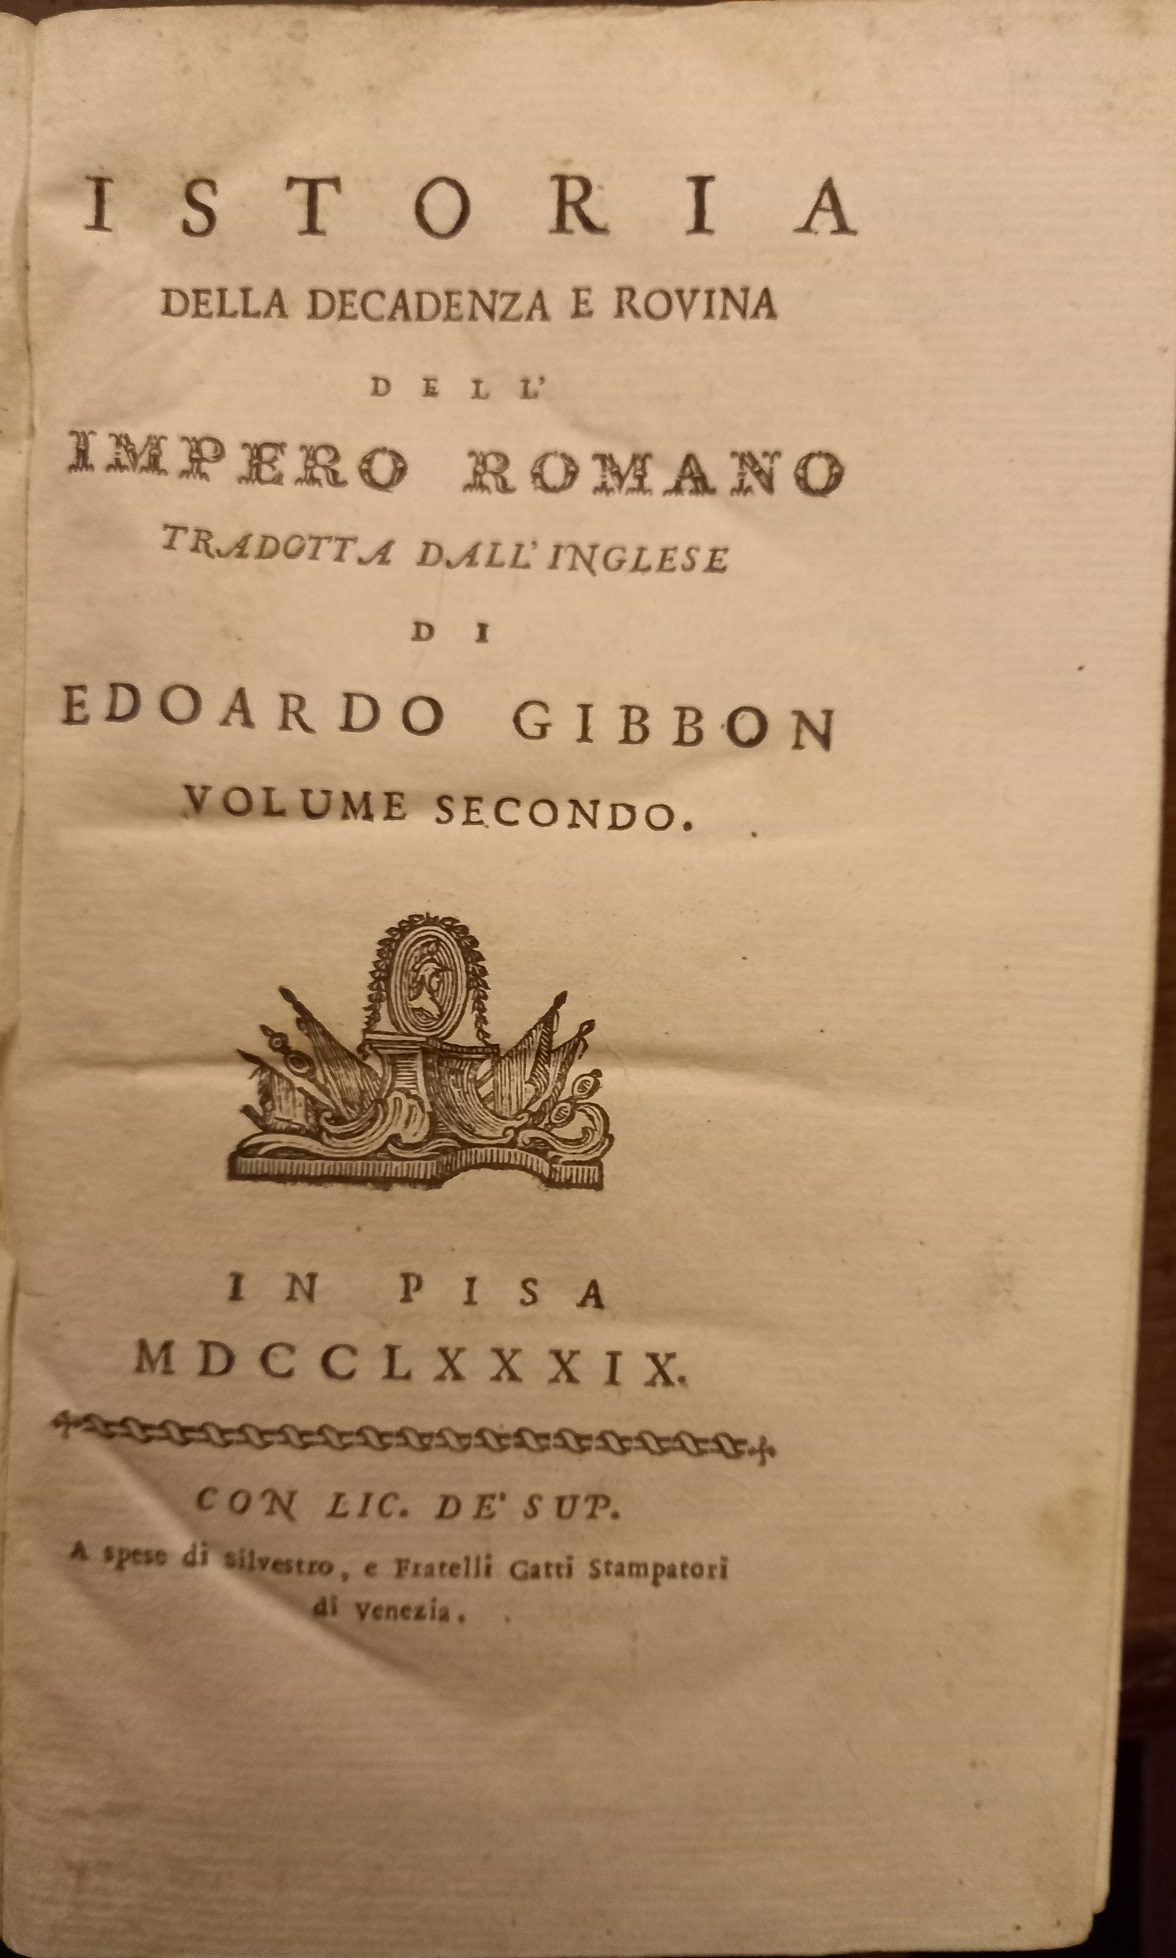 ISTORIA
DELLA DECADENZA E ROVINA
DELL'
IMPERO ROMANO
TRADOTTA DALL'INGLESE
DI
EDOARDO GIBBON
VOLUME SECONDO.
IN PISA
MDCCLXXXIX.
CON LIC. DE' SUP.
A spese di Silvestro, e Fratelli Gatti Stampatori
di Venezia.